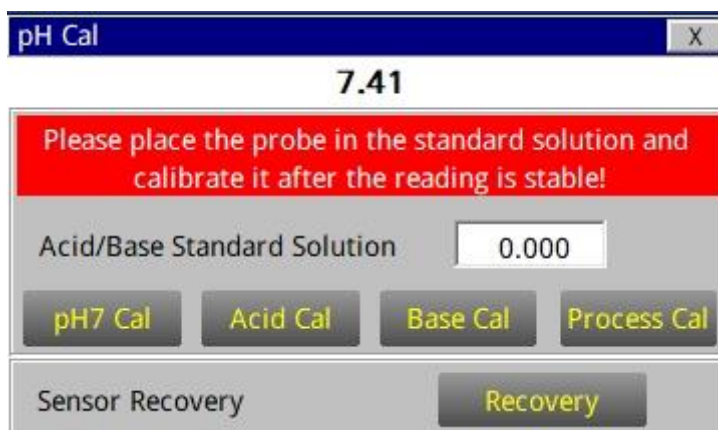 pH Cal X
7.41
Please place the probe in the standard solution and
calibrate it after the reading is stable!
Acid/Base Standard Solution 0.000
pH7 Cal Acid Cal Base Cal Process Cal
Sensor Recovery Recovery